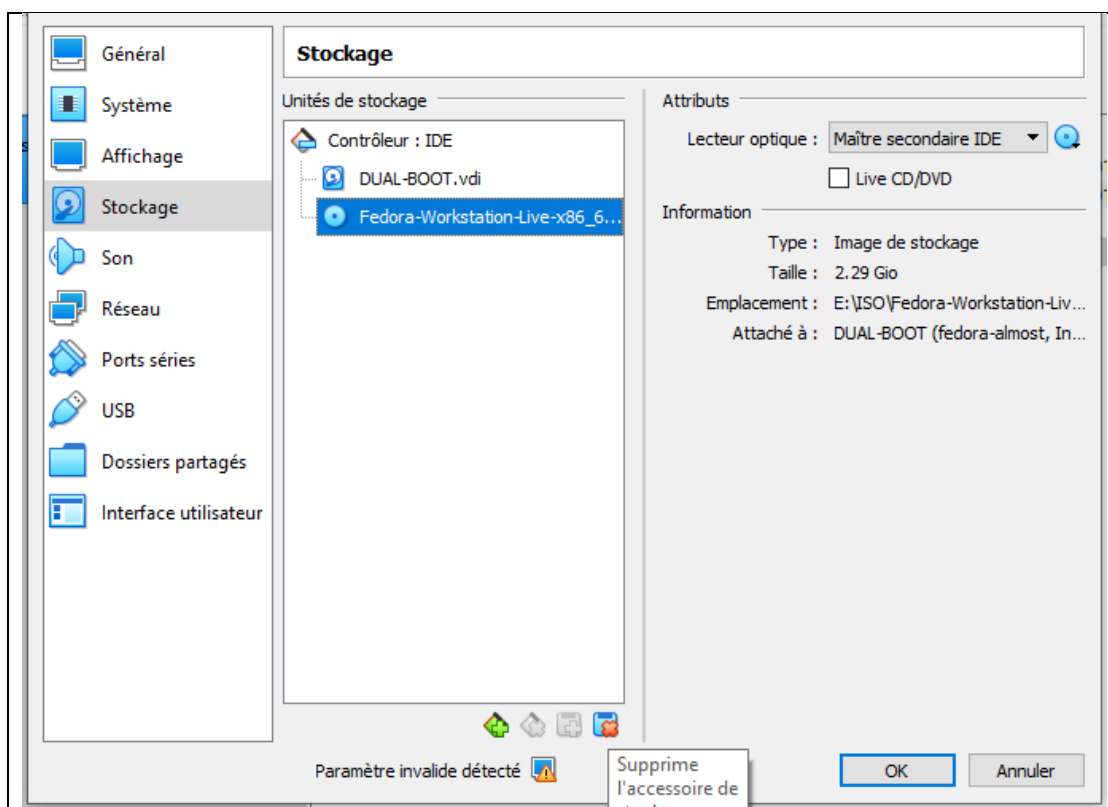 Général
Système
Affichage
Stockage
Son
Réseau
Ports séries
USB
Dossiers partagés
Interface utilisateur
Stockage
Unités de stockage
Contrôleur : IDE
DUAL-BOOT.vdi
Fedora-Workstation-Live-x86_6...
Attributs
Lecteur optique : Maître secondaire IDE
Live CD/DVD
Information
Type : Image de stockage
Taille : 2.29 Gio
Emplacement : E:\ISO\Fedora-Workstation-Liv...
Attaché à : DUAL-BOOT (fedora-almost, In...
Paramètre invalide détecté
Supprime
l'accessoire de
OK
Annuler